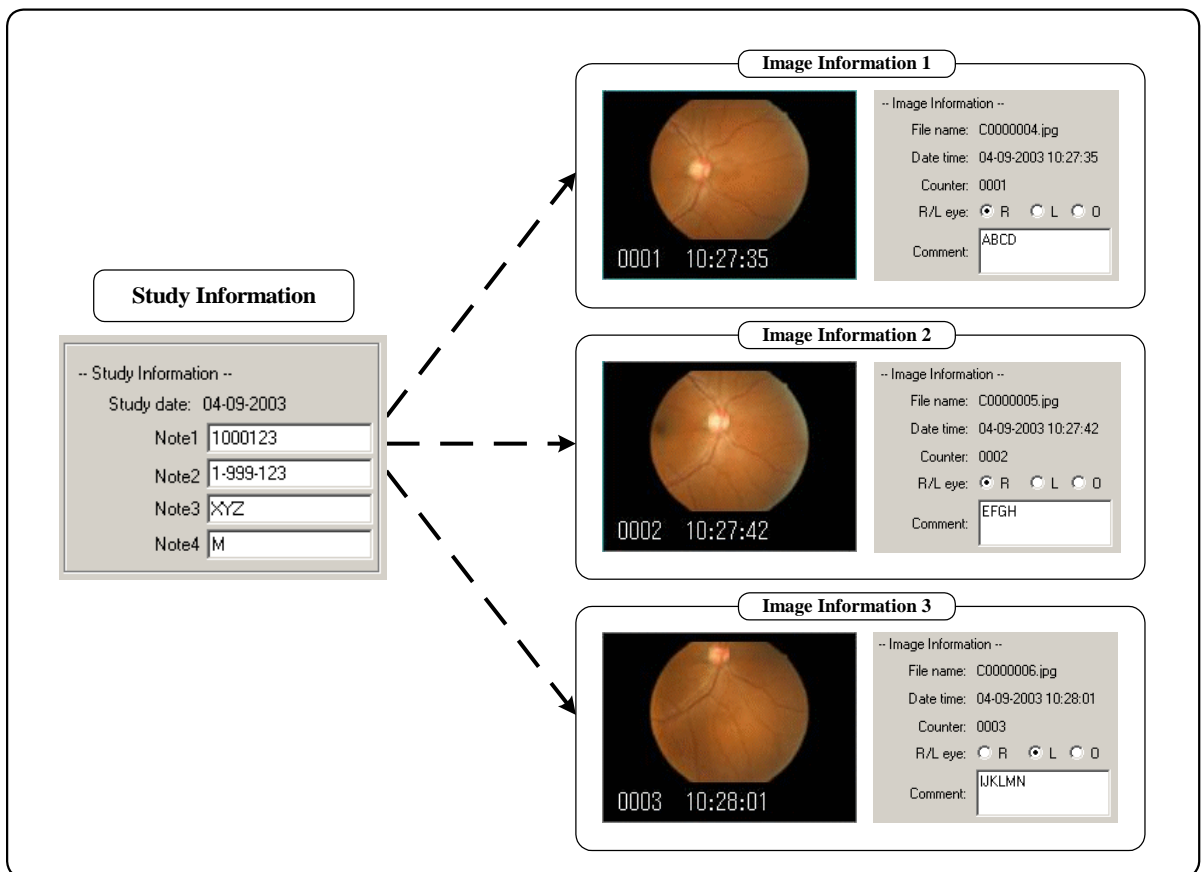 Study Information
-- Study Information --
Study date: 04-09-2003
Note1 1000123
Note2 1-999-123
Note3 XYZ
Note4 M
Image Information 1
0001 10:27:35
-- Image Information --
File name: C0000004.jpg
Date time: 04-09-2003 10:27:35
Counter: 0001
R/L eye: R L O
Comment: ABCD
Image Information 2
0002 10:27:42
-- Image Information --
File name: C0000005.jpg
Date time: 04-09-2003 10:27:42
Counter: 0002
R/L eye: R L O
Comment: EFGH
Image Information 3
0003 10:28:01
-- Image Information --
File name: C0000006.jpg
Date time: 04-09-2003 10:28:01
Counter: 0003
R/L eye: R L O
Comment: IJKLMN